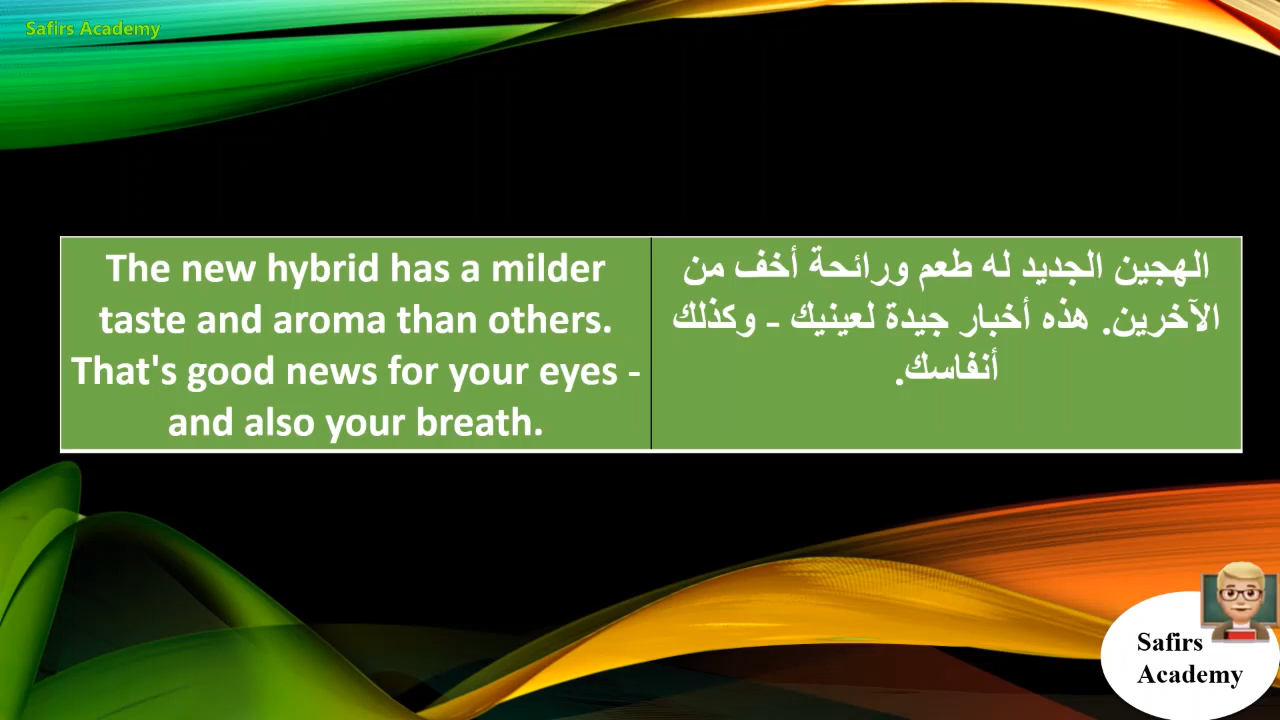 Safirs Academy
The new hybrid has a milder
taste and aroma than others.
That's good news for your eyes -
and also your breath.
الهجين الجديد له طعم ورائحة أخف من
الآخرين. هذه أخبار جيدة لعينيك - وكذلك
أنفاسك.
Safirs
Academy